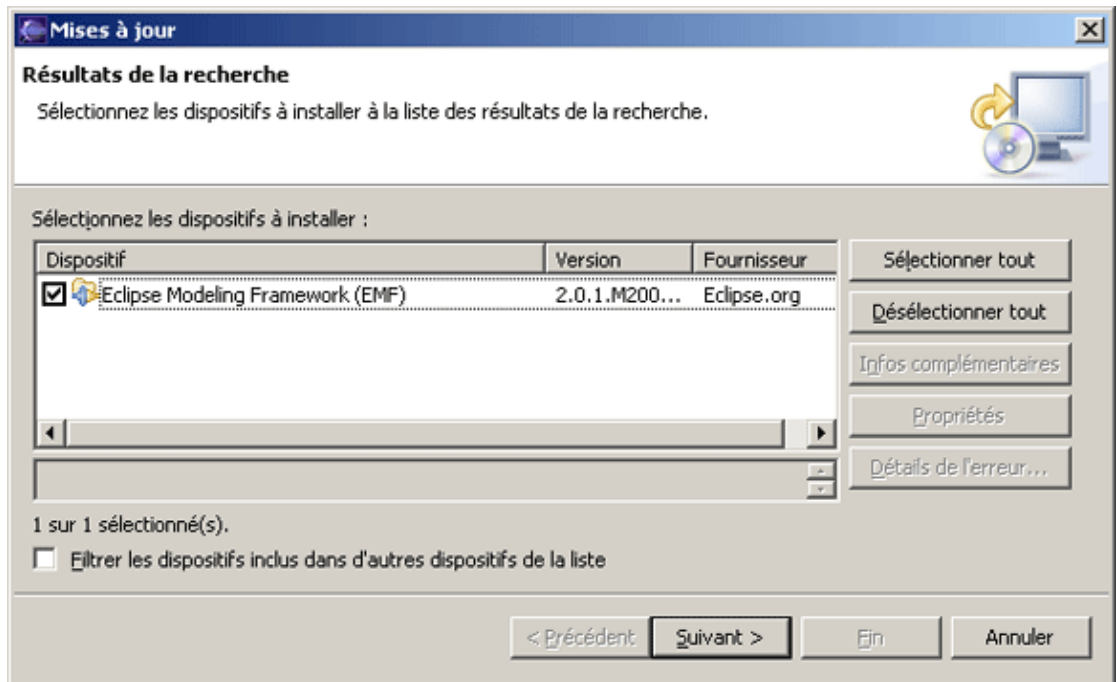 Mises à jour
Résultats de la recherche
Sélectionnez les dispositifs à installer à la liste des résultats de la recherche.
Sélectionnez les dispositifs à installer :
Dispositif Version Fournisseur
Eclipse Modeling Framework (EMF) 2.0.1.M200... Eclipse.org
Sélectionner tout
Désélectionner tout
Infos complémentaires
Propriétés
Détails de l'erreur...
1 sur 1 sélectionné(s).
Filtrer les dispositifs inclus dans d'autres dispositifs de la liste
< Précédent Suivant > Fin Annuler